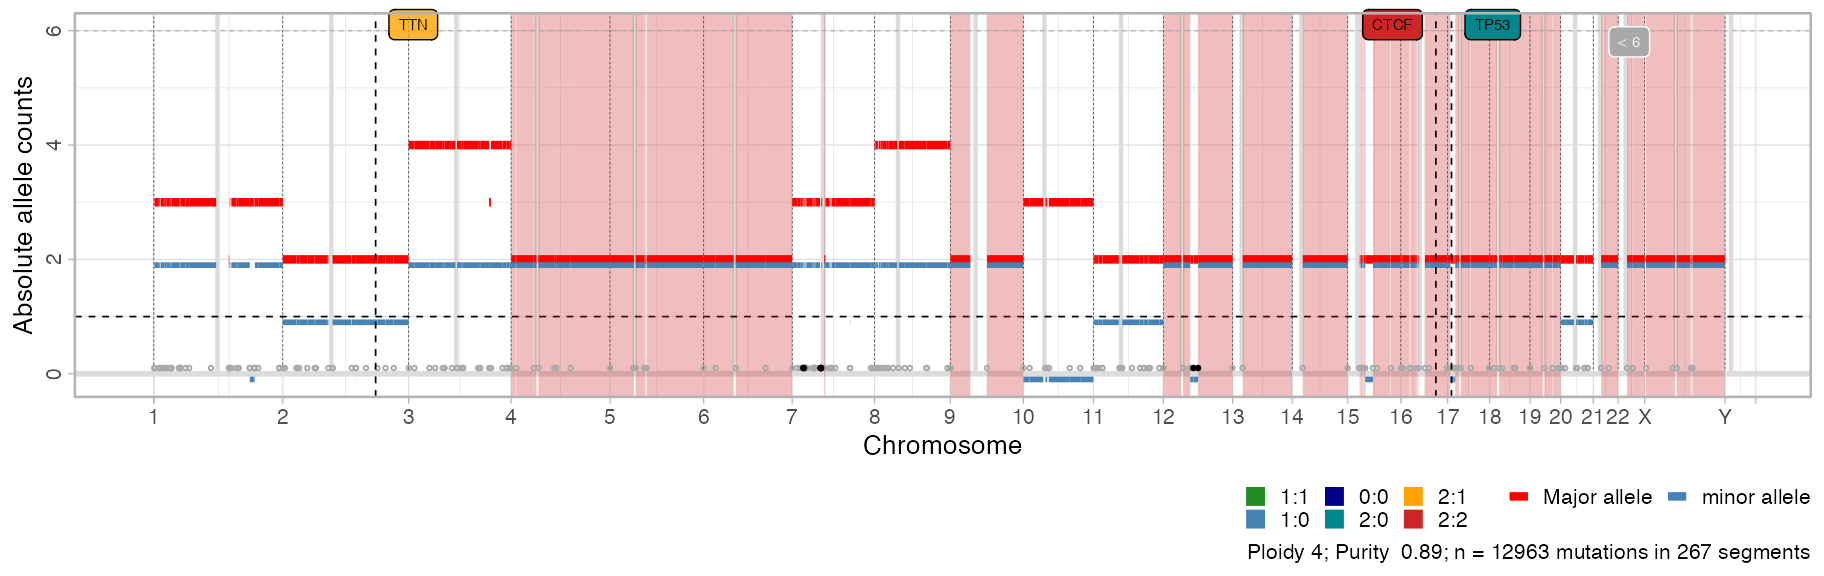 TTN CTCF TP53
< 6
6
4
2
0
Absolute allele counts
1 2 3 4 5 6 7 8 9 10 11 12 13 14 15 16 17 18 19 20 21 22 X Y
Chromosome
1:1 0:0 2:1 Major allele minor allele
1:0 2:0 2:2
Ploidy 4; Purity 0.89; n = 12963 mutations in 267 segments